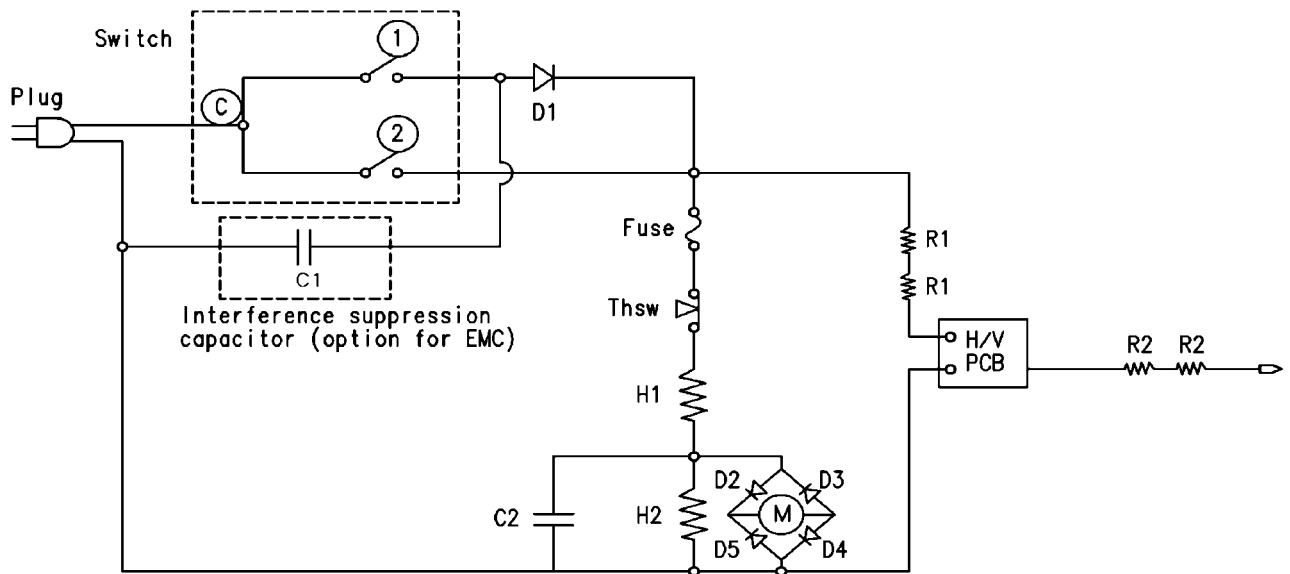 Switch
1
Plug
C
D1
2
Fuse
R1
C1
R1
Thsw
Interference suppression
capacitor (option for EMC)
H/V
PCB
R2 R2
H1
D2 D3
C2
H2
M
D5 D4